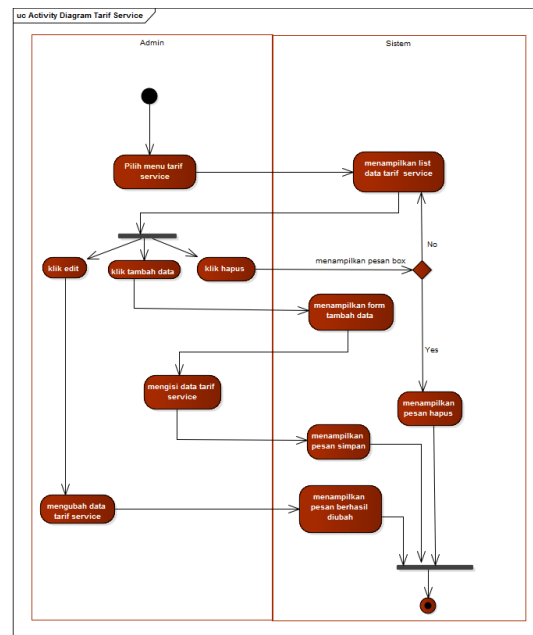 uc Activity Diagram Tarif Service
Admin
Sistem
Pilih menu tarif
service
menampilkan list
data tarif service
No
menampilkan pesan box
klik edit
klik tambah data
klik hapus
menampilkan form
tambah data
Yes
mengisi data tarif
service
menampilkan
pesan hapus
menampilkan
pesan simpan
mengubah data
tarif service
menampilkan
pesan berhasil
diubah